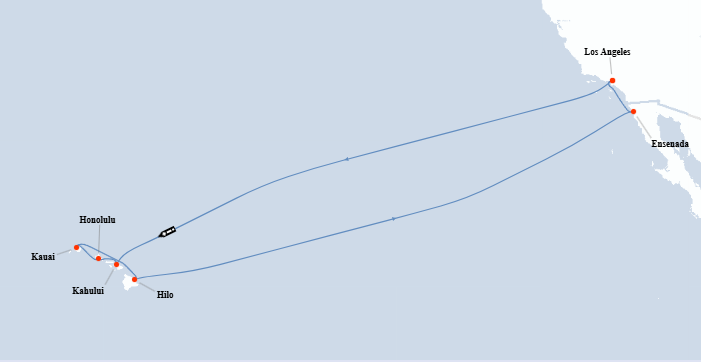 Los Angeles
Ensenada
Honolulu
Kauai
Kahului
Hilo